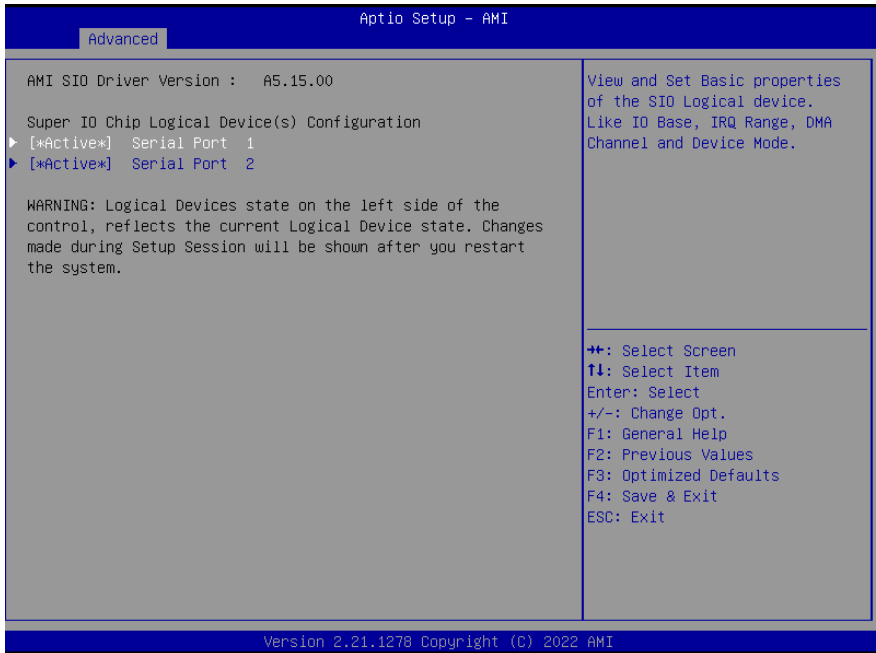 Aptio Setup – AMI
Advanced
AMI SIO Driver Version : A5.15.00
Super IO Chip Logical Device(s) Configuration
[*Active*] Serial Port 1
[*Active*] Serial Port 2
WARNING: Logical Devices state on the left side of the
control, reflects the current Logical Device state. Changes
made during Setup Session will be shown after you restart
the system.
View and Set Basic properties
of the SIO Logical device.
Like IO Base, IRQ Range, DMA
Channel and Device Mode.
→←: Select Screen
↑↓: Select Item
Enter: Select
+/-: Change Opt.
F1: General Help
F2: Previous Values
F3: Optimized Defaults
F4: Save & Exit
ESC: Exit
Version 2.21.1278 Copyright (C) 2022 AMI